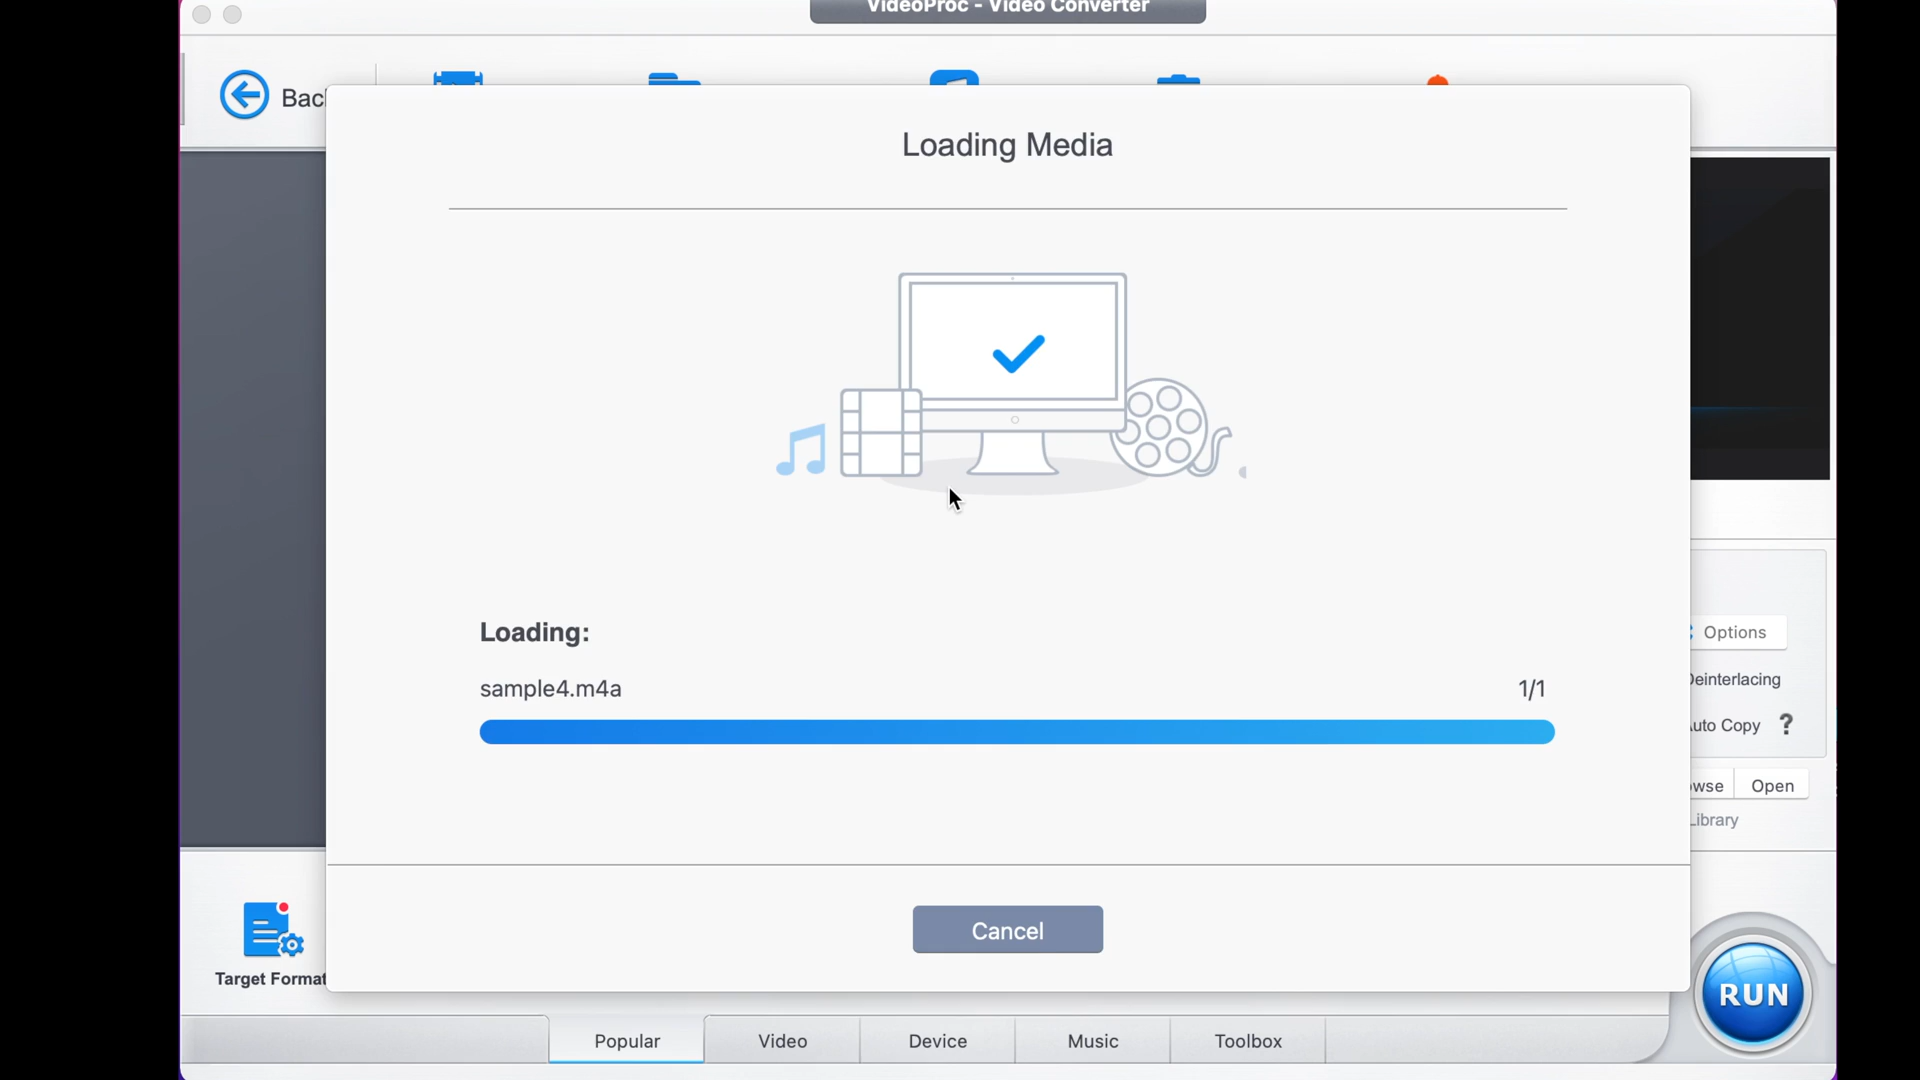 VideoProc - Video Converter
Bac
Loading Media
Loading:
sample4.m4a 1/1
Options
Deinterlacing
uto Copy ?
wse Open
Library
Cancel
Target Format
RUN
Popular Video Device Music Toolbox